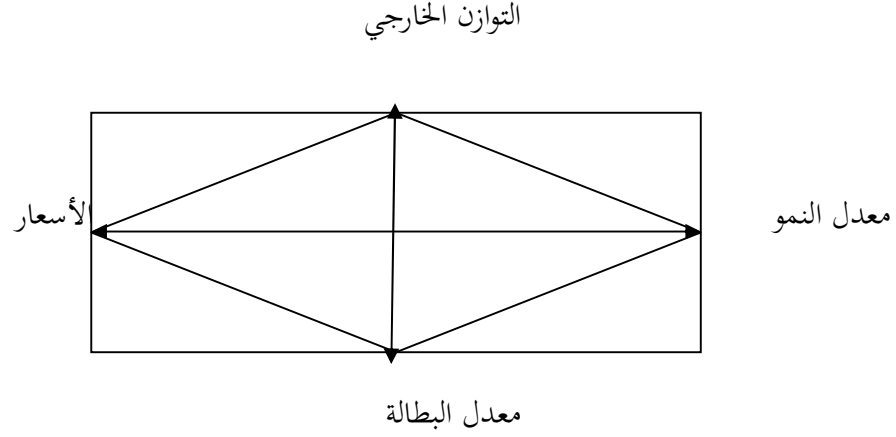 التوازن الخارجي
معدل النمو
الأسعار
معدل البطالة